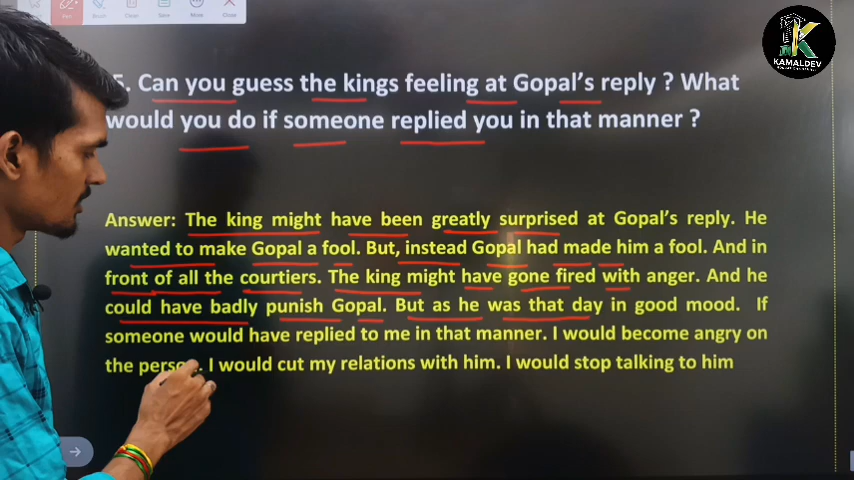 5. Can you guess the kings feeling at Gopal's reply ? What
would you do if someone replied you in that manner ?
Answer: The king might have been greatly surprised at Gopal's reply. He
wanted to make Gopal a fool. But, instead Gopal had made him a fool. And in
front of all the courtiers. The king might have gone fired with anger. And he
could have badly punish Gopal. But as he was that day in good mood. If
someone would have replied to me in that manner. I would become angry on
the person. I would cut my relations with him. I would stop talking to him
KAMALDEV